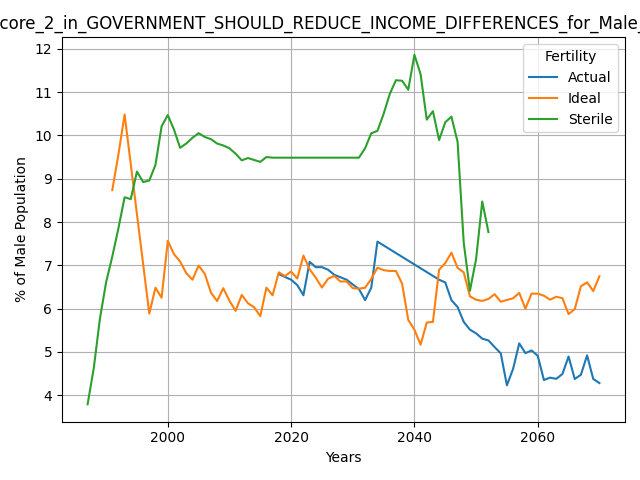 core_2_in_GOVERNMENT_SHOULD_REDUCE_INCOME_DIFFERENCES_for_Male_
12
11
10
9
8
7
6
5
4
% of Male Population
Fertility
Actual
Ideal
Sterile
2000
2020
2040
2060
Years